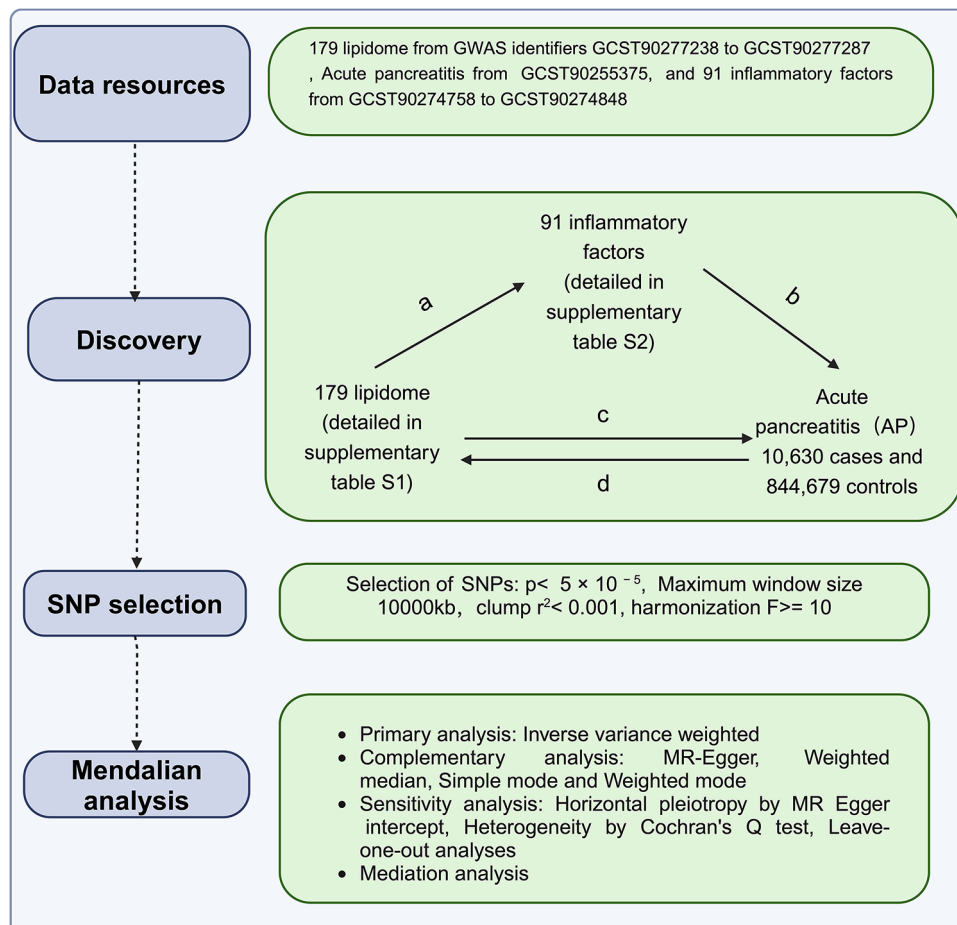 Data resources
179 lipidome from GWAS identifiers GCST90277238 to GCST90277287
, Acute pancreatitis from GCST90255375, and 91 inflammatory factors
from GCST90274758 to GCST90274848
Discovery
91 inflammatory
factors
(detailed in
supplementary
table S2)
a
b
179 lipidome
(detailed in
supplementary
table S1)
c
d
Acute
pancreatitis（AP）
10,630 cases and
844,679 controls
SNP selection
Selection of SNPs: p< 5 × 10⁻⁵, Maximum window size
10000kb, clump r²< 0.001, harmonization F>= 10
Mendalian
analysis
• Primary analysis: Inverse variance weighted
• Complementary analysis: MR-Egger, Weighted
median, Simple mode and Weighted mode
• Sensitivity analysis: Horizontal pleiotropy by MR Egger
intercept, Heterogeneity by Cochran's Q test, Leave-
one-out analyses
• Mediation analysis